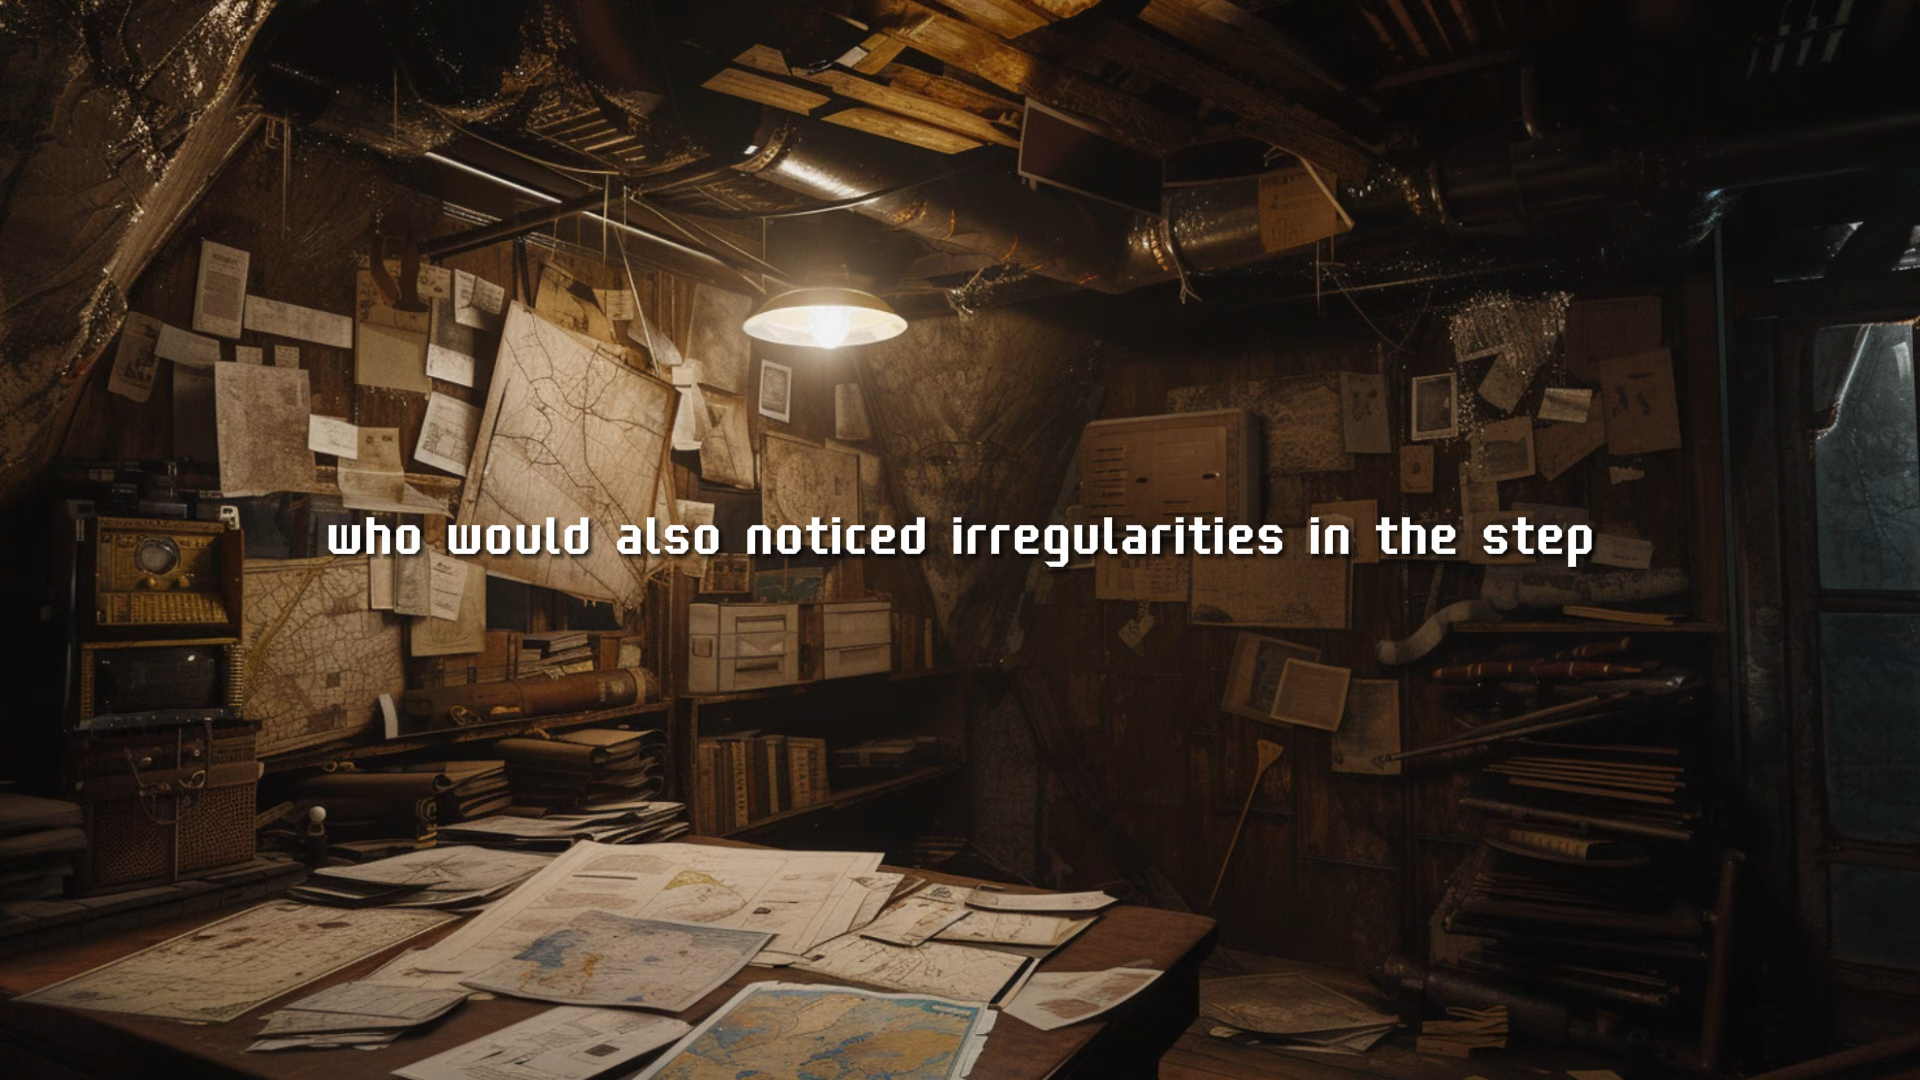 who would also noticed irregularities in the step